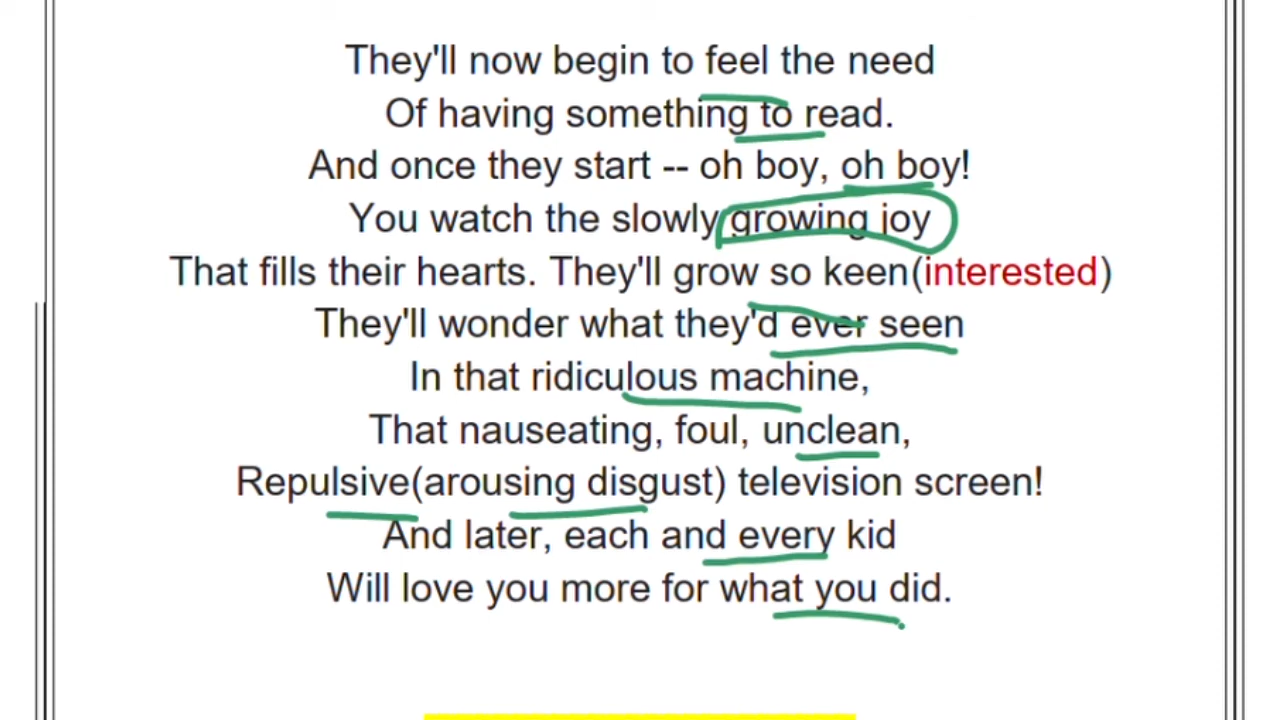 They'll now begin to feel the need
Of having something to read.
And once they start -- oh boy, oh boy!
You watch the slowly growing joy
That fills their hearts. They'll grow so keen(interested)
They'll wonder what they'd ever seen
In that ridiculous machine,
That nauseating, foul, unclean,
Repulsive(arousing disgust) television screen!
And later, each and every kid
Will love you more for what you did.